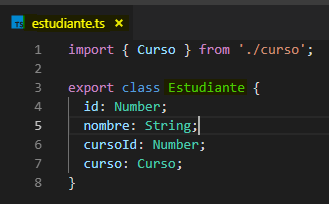 TS estudiante.ts ×
1 import { Curso } from './curso';
2
3 export class Estudiante {
4 id: Number;
5 nombre: String;
6 cursoId: Number;
7 curso: Curso;
8 }